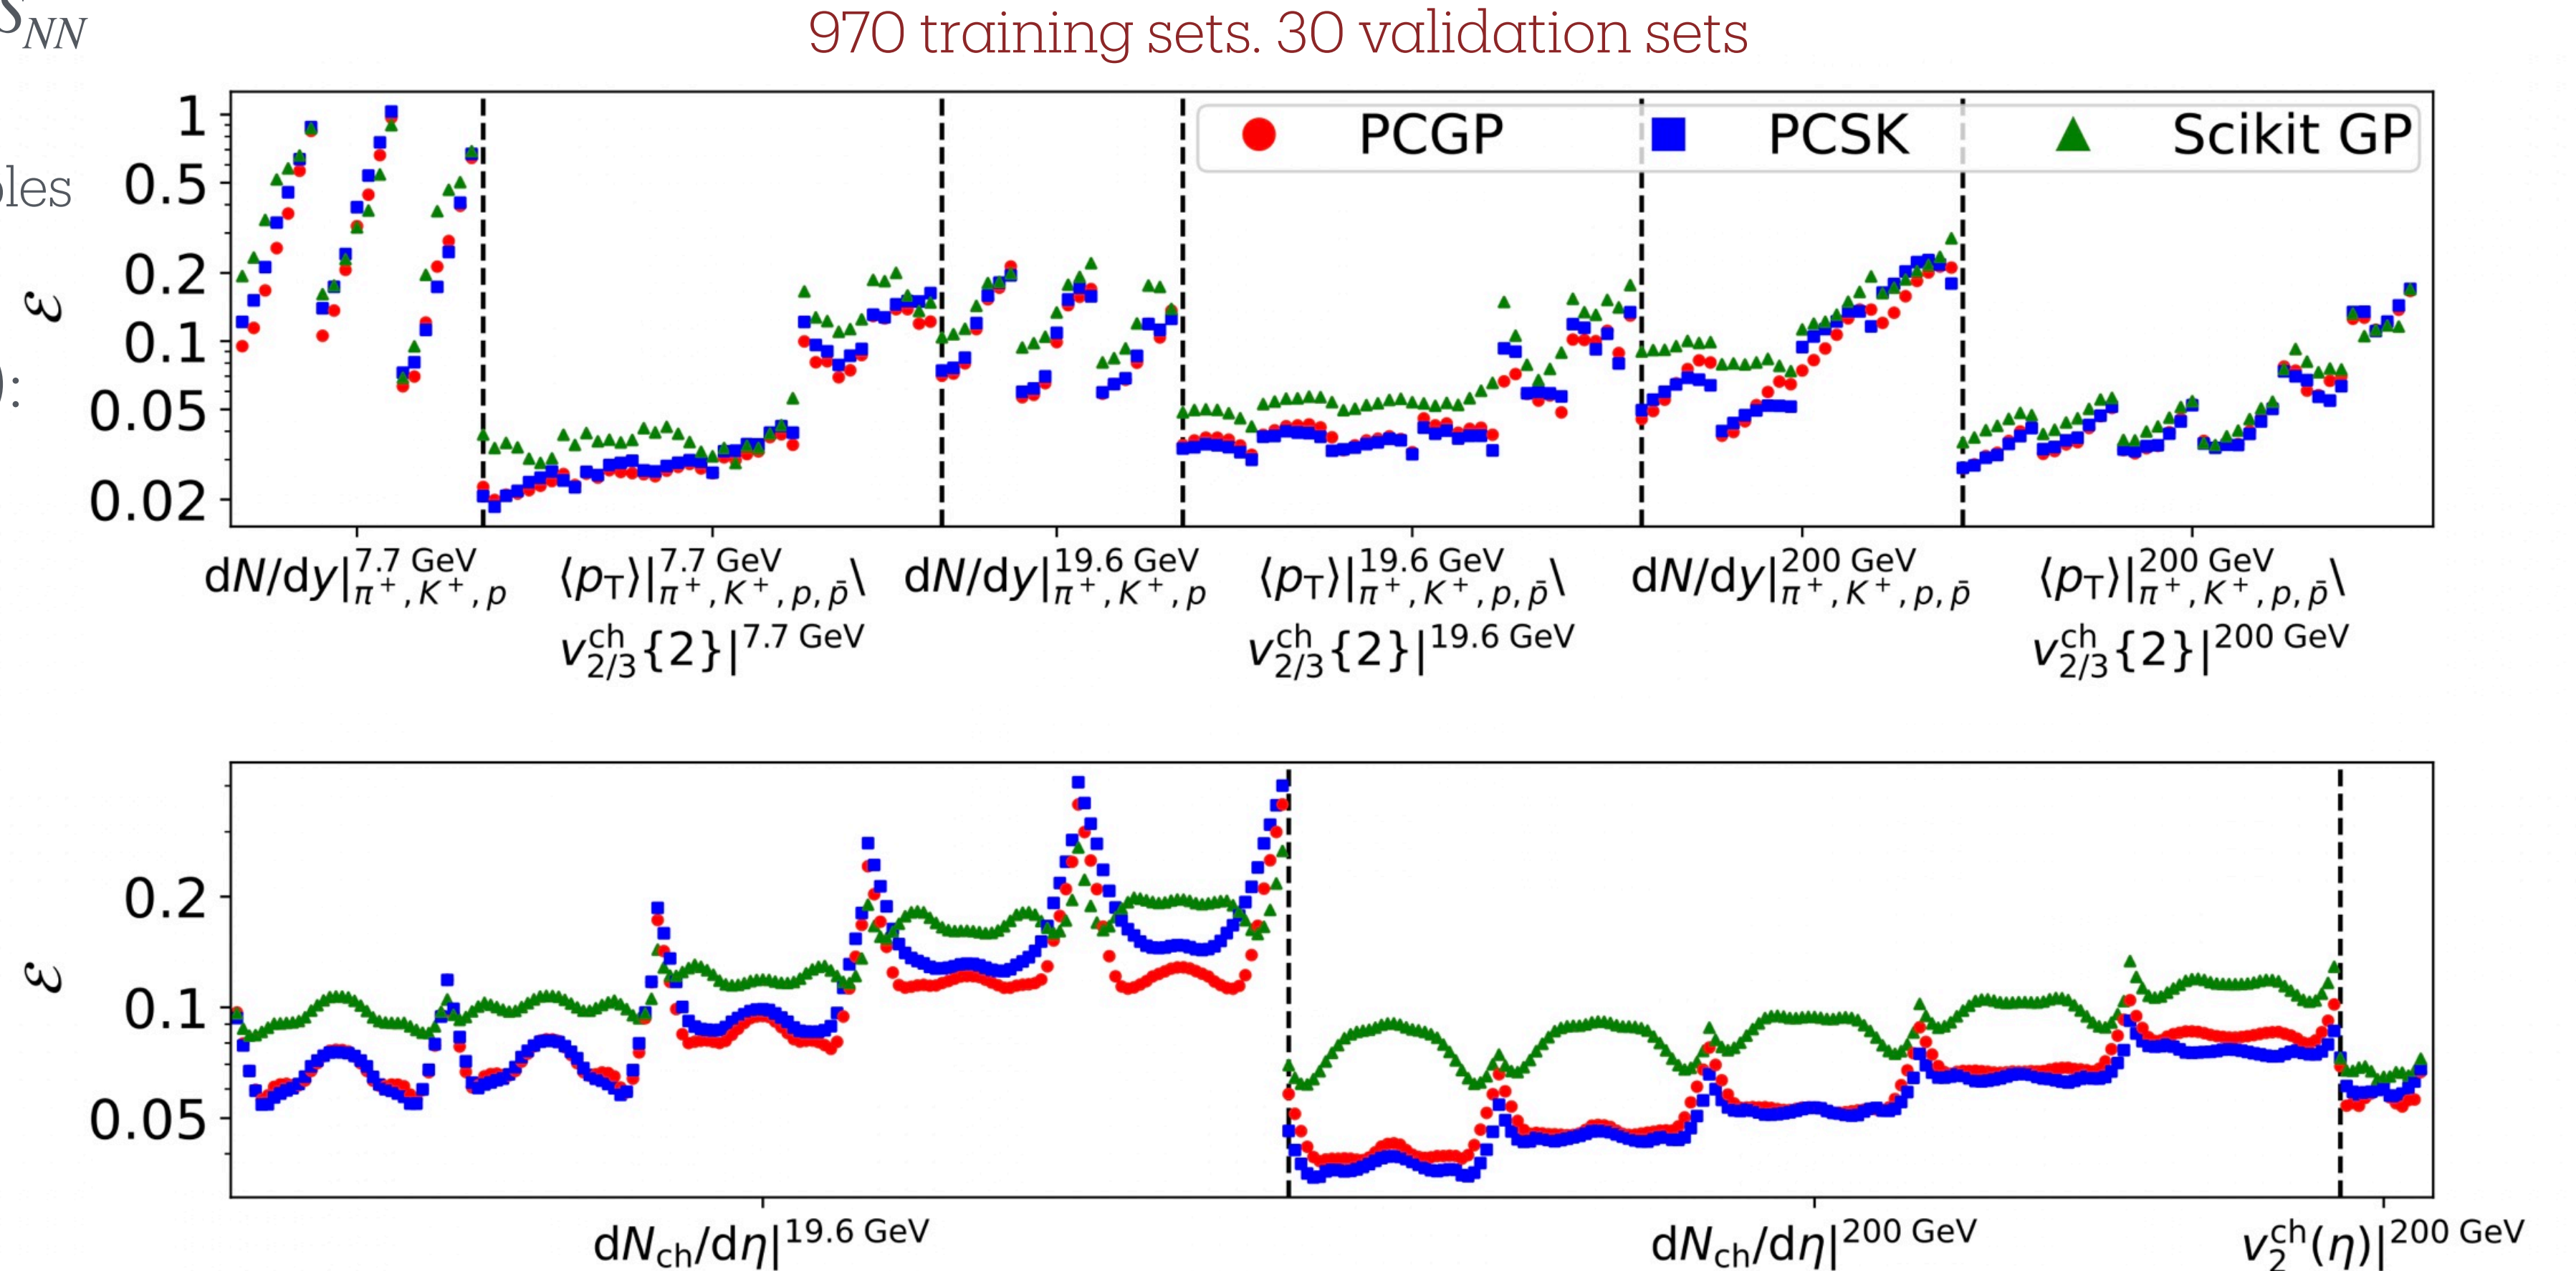 S_{NN}
970 training sets. 30 validation sets
PCGP PCSK Scikit GP
1
0.5
0.2
0.1
0.05
0.02
ε
):
dN/dy|^{7.7 GeV}_{π⁺, K⁺, p} ⟨p_T⟩|^{7.7 GeV}_{π⁺, K⁺, p, p̄}\ dN/dy|^{19.6 GeV}_{π⁺, K⁺, p} ⟨p_T⟩|^{19.6 GeV}_{π⁺, K⁺, p, p̄}\ dN/dy|^{200 GeV}_{π⁺, K⁺, p, p̄} ⟨p_T⟩|^{200 GeV}_{π⁺, K⁺, p, p̄}\
v^{ch}_{2/3}{2}|^{7.7 GeV} v^{ch}_{2/3}{2}|^{19.6 GeV} v^{ch}_{2/3}{2}|^{200 GeV}
0.2
0.1
0.05
ε
dN_{ch}/dη|^{19.6 GeV} dN_{ch}/dη|^{200 GeV} v^{ch}_2(η)|^{200 GeV}